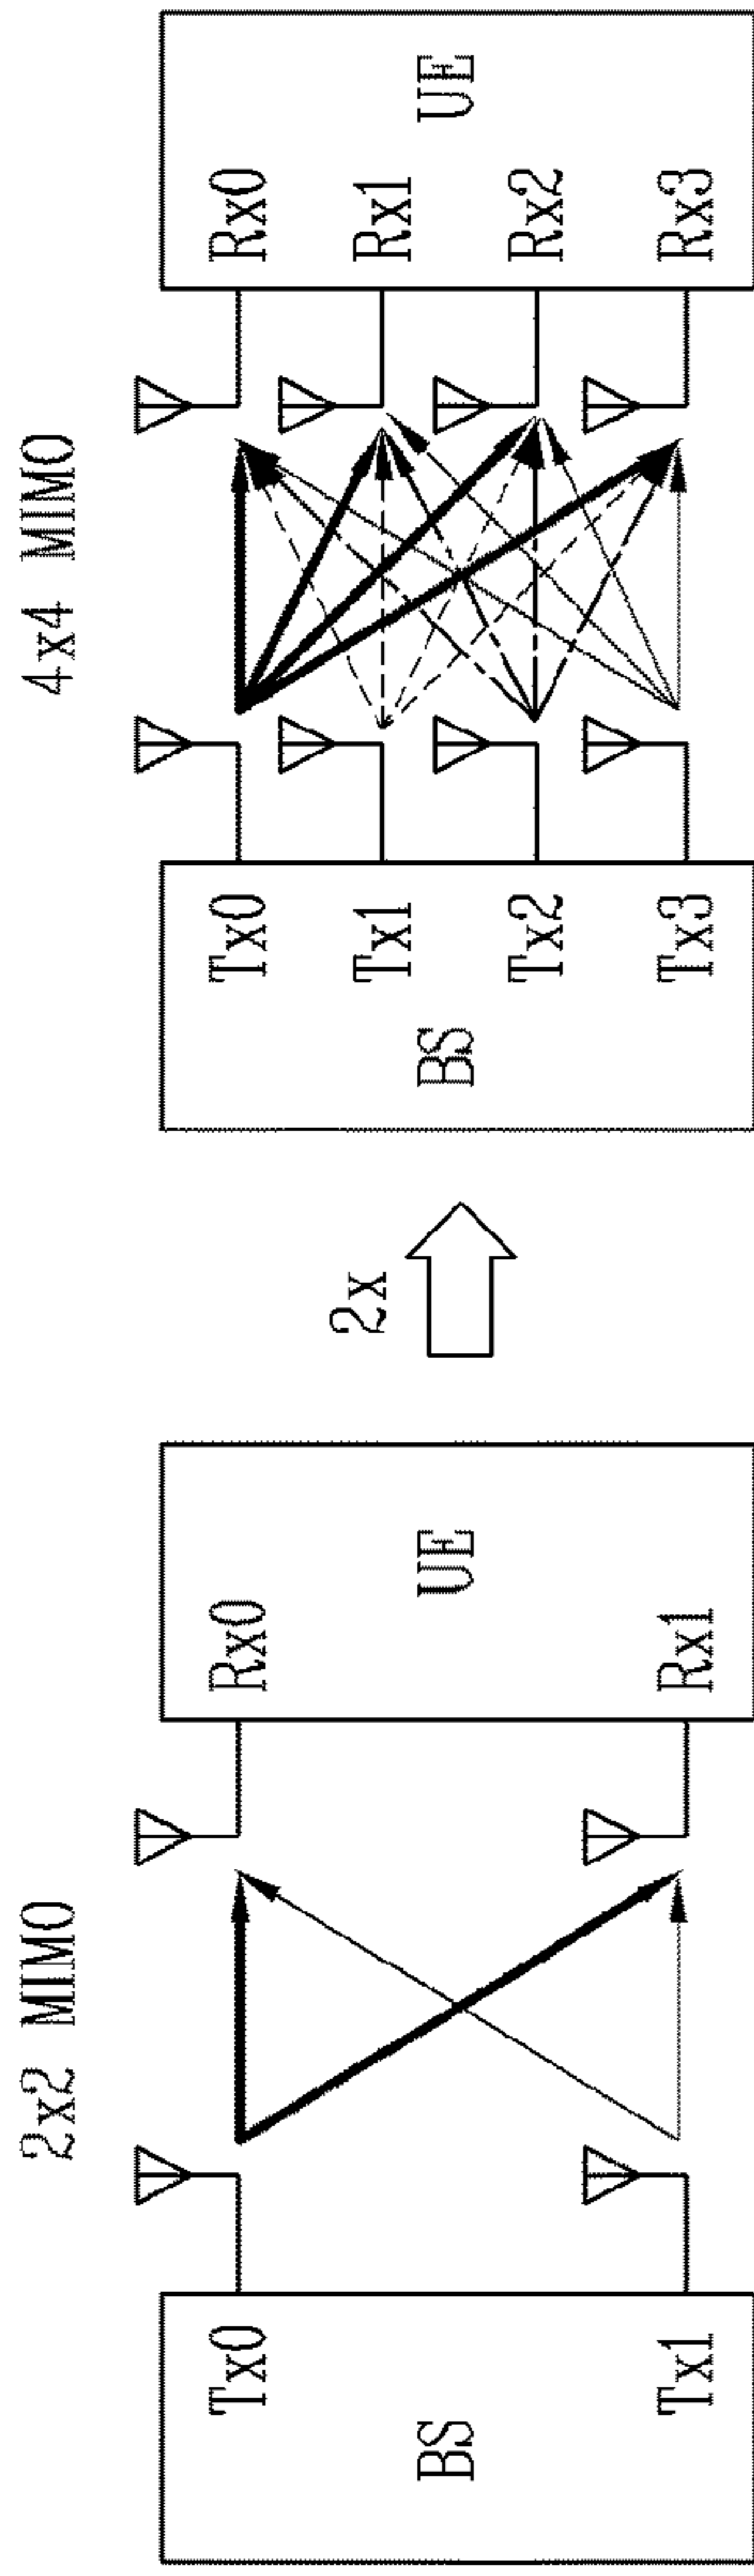 2x2 MIMO
BS
Tx0
Tx1
Rx0
Rx1
UE
2x
4x4 MIMO
BS
Tx0
Tx1
Tx2
Tx3
Rx0
Rx1
Rx2
Rx3
UE